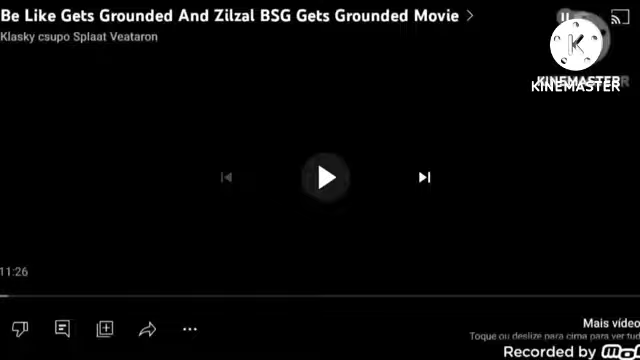 Be Like Gets Grounded And Zilzal BSG Gets Grounded Movie
Klasky csupo Splaat Veataron
KINEMASTER
KINEMASTER
11:26
Mais vídeo
Toque ou deslize para cima para ver tud
Recorded by